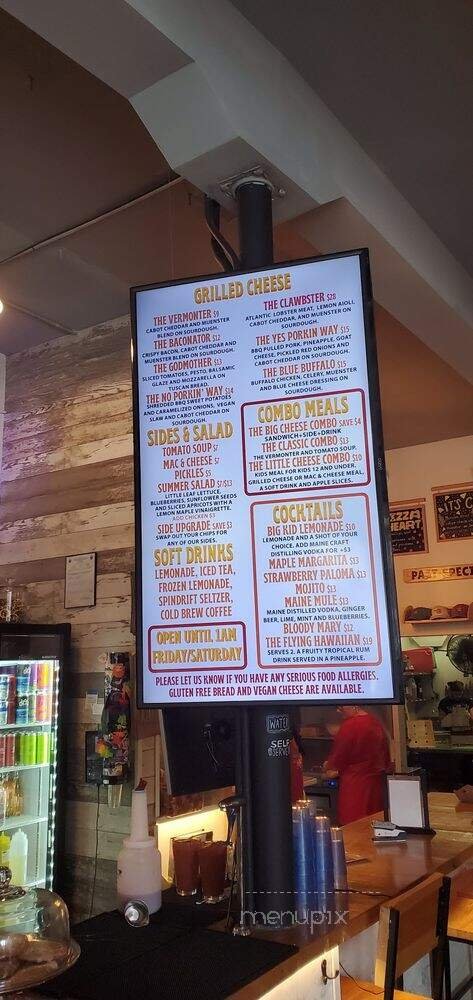 GRILLED CHEESE
THE VERMONTER $9
CABOT CHEDDAR AND MUENSTER
BLEND ON SOURDOUGH.
THE BACONATOR $12
CRISPY BACON, CABOT CHEDDAR AND
MUENSTER BLEND ON SOURDOUGH.
THE GODMOTHER $13
SLICED TOMATOES, PESTO, BALSAMIC
GLAZE AND MOZZARELLA ON
TUSCAN BREAD.
THE NO PORKIN' WAY $14
SHREDDED BBQ SWEET POTATOES
AND CARAMELIZED ONIONS, VEGAN
SLAW AND CABOT CHEDDAR ON
SOURDOUGH.
SIDES & SALAD
TOMATO SOUP $7
MAC & CHEESE $7
PICKLES $5
SUMMER SALAD $7/$13
LITTLE LEAF LETTUCE,
BLUEBERRIES, SUNFLOWER SEEDS
AND SLICED APRICOTS WITH A
LEMON MAPLE VINAIGRETTE.
ADD CHICKEN $3
SIDE UPGRADE SAVE $3
SWAP OUT YOUR CHIPS FOR
ANY OF OUR SIDES.
SOFT DRINKS
LEMONADE, ICED TEA,
FROZEN LEMONADE,
SPINDRIFT SELTZER,
COLD BREW COFFEE
OPEN UNTIL 1AM
FRIDAY/SATURDAY
THE CLAWBSTER $28
ATLANTIC LOBSTER MEAT, LEMON AIOLI
CABOT CHEDDAR, AND MUENSTER ON
SOURDOUGH.
THE YES PORKIN WAY $15
BBQ PULLED PORK, PINEAPPLE, GOAT
CHEESE, PICKLED RED ONIONS AND
CABOT CHEDDAR ON SOURDOUGH.
THE BLUE BUFFALO $15
BUFFALO CHICKEN, CELERY, MUENSTER
AND BLUE CHEESE DRESSING ON
SOURDOUGH.
COMBO MEALS
THE BIG CHEESE COMBO SAVE $4
SANDWICH+SIDE+DRINK
THE CLASSIC COMBO $13
THE VERMONTER AND TOMATO SOUP.
THE LITTLE CHEESE COMBO $10
KIDS MEAL FOR KIDS 12 AND UNDER.
GRILLED CHEESE OR MAC & CHEESE MEAL,
A SOFT DRINK AND APPLE SLICES.
COCKTAILS
BIG KID LEMONADE $10
LEMONADE AND A SHOT OF YOUR
CHOICE. ADD MAINE CRAFT
DISTILLING VODKA FOR +$3
MAPLE MARGARITA $13
STRAWBERRY PALOMA $13
MOJITO $13
MAINE MULE $13
MAINE DISTILLED VODKA, GINGER
BEER, LIME, MINT AND BLUEBERRIES.
BLOODY MARY $12
THE FLYING HAWAIIAN $19
SERVES 2. A FRUITY TROPICAL RUM
DRINK SERVED IN A PINEAPPLE.
PLEASE LET US KNOW IF YOU HAVE ANY SERIOUS FOOD ALLERGIES.
GLUTEN FREE BREAD AND VEGAN CHEESE ARE AVAILABLE.
WATER
SELF
SERVE
HEART
menupix